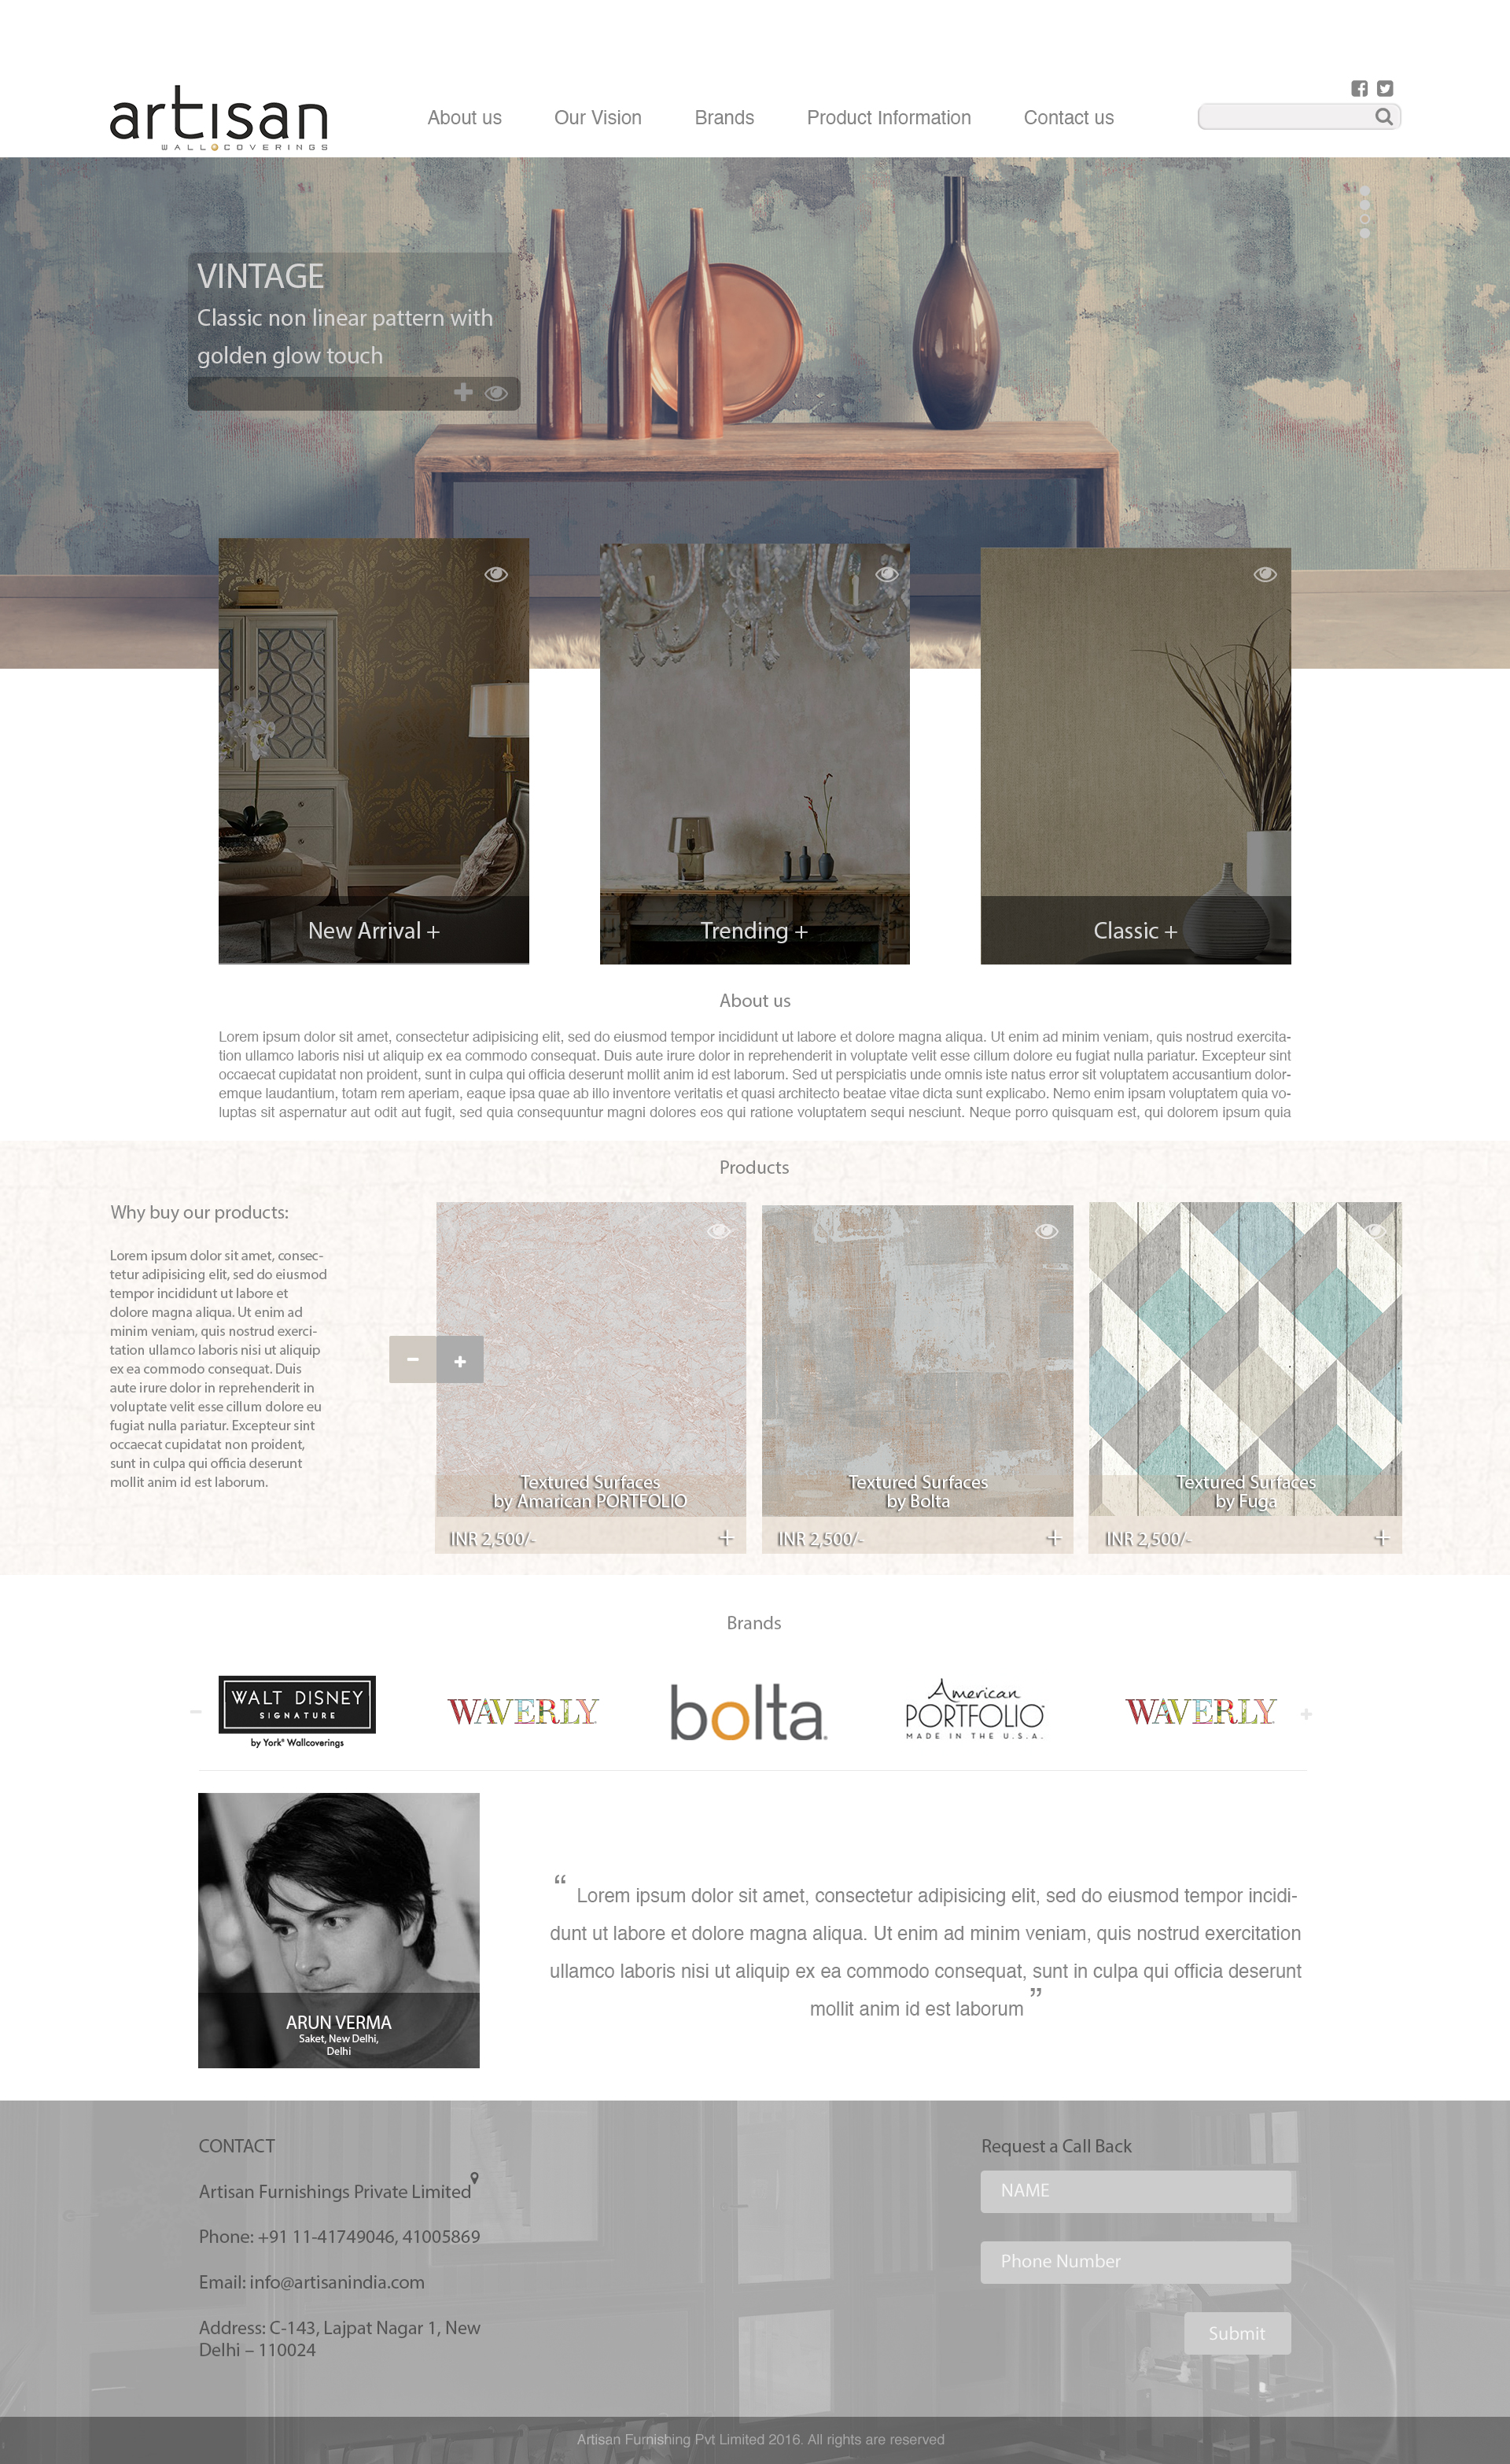 artisan
WALLCOVERINGS
About us
Our Vision
Brands
Product Information
Contact us
VINTAGE
Classic non linear pattern with
golden glow touch
New Arrival +
Trending +
Classic +
About us
Lorem ipsum dolor sit amet, consectetur adipisicing elit, sed do eiusmod tempor incididunt ut labore et dolore magna aliqua. Ut enim ad minim veniam, quis nostrud exercita-
tion ullamco laboris nisi ut aliquip ex ea commodo consequat. Duis aute irure dolor in reprehenderit in voluptate velit esse cillum dolore eu fugiat nulla pariatur. Excepteur sint
occaecat cupidatat non proident, sunt in culpa qui officia deserunt mollit anim id est laborum. Sed ut perspiciatis unde omnis iste natus error sit voluptatem accusantium dolor-
emque laudantium, totam rem aperiam, eaque ipsa quae ab illo inventore veritatis et quasi architecto beatae vitae dicta sunt explicabo. Nemo enim ipsam voluptatem quia vo-
luptas sit aspernatur aut odit aut fugit, sed quia consequuntur magni dolores eos qui ratione voluptatem sequi nesciunt. Neque porro quisquam est, qui dolorem ipsum quia
Products
Why buy our products:
Lorem ipsum dolor sit amet, consec-
tetur adipisicing elit, sed do eiusmod
tempor incididunt ut labore et
dolore magna aliqua. Ut enim ad
minim veniam, quis nostrud exerci-
tation ullamco laboris nisi ut aliquip
ex ea commodo consequat. Duis
aute irure dolor in reprehenderit in
voluptate velit esse cillum dolore eu
fugiat nulla pariatur. Excepteur sint
occaecat cupidatat non proident,
sunt in culpa qui officia deserunt
mollit anim id est laborum.
Textured Surfaces
by Amarican PORTFOLIO
INR 2,500/- +
Textured Surfaces
by Bolta
INR 2,500/- +
Textured Surfaces
by Fuga
INR 2,500/- +
Brands
WALT DISNEY
SIGNATURE
by York® Wallcoverings
WAVERLY
bolta.
American
PORTFOLIO
MADE IN THE U.S.A.
WAVERLY
ARUN VERMA
Saket, New Delhi,
Delhi
“ Lorem ipsum dolor sit amet, consectetur adipisicing elit, sed do eiusmod tempor incidi-
dunt ut labore et dolore magna aliqua. Ut enim ad minim veniam, quis nostrud exercitation
ullamco laboris nisi ut aliquip ex ea commodo consequat, sunt in culpa qui officia deserunt
mollit anim id est laborum ”
CONTACT
Artisan Furnishings Private Limited
Phone: +91 11-41749046, 41005869
Email: info@artisanindia.com
Address: C-143, Lajpat Nagar 1, New
Delhi – 110024
Request a Call Back
NAME
Phone Number
Submit
Artisan Furnishing Pvt Limited 2016. All rights are reserved